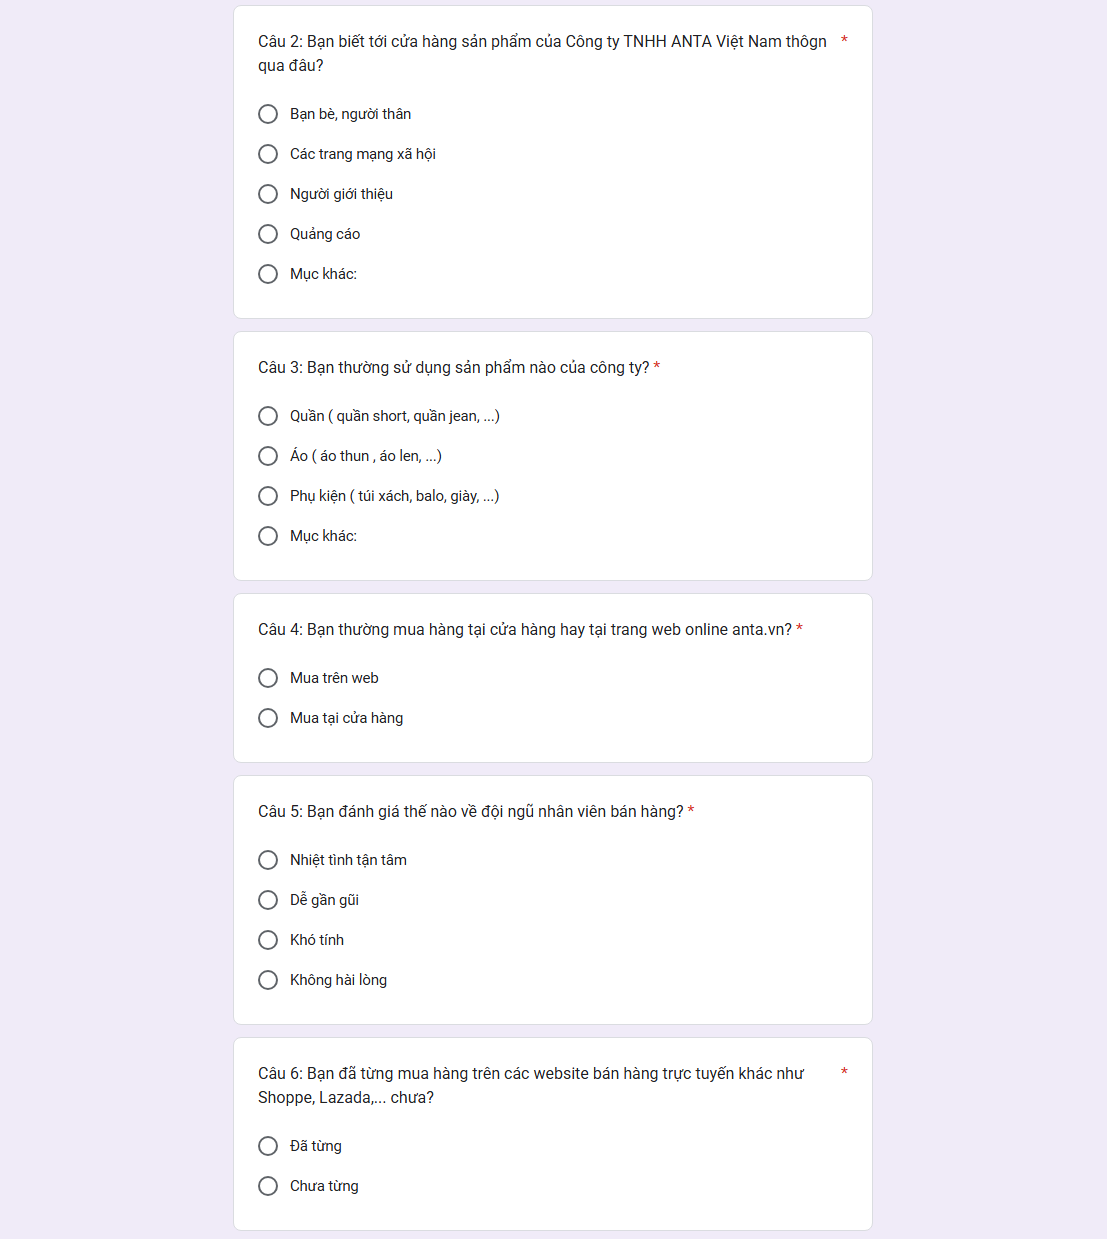 Câu 2: Bạn biết tới cửa hàng sản phẩm của Công ty TNHH ANTA Việt Nam thôgn *
qua đâu?
Bạn bè, người thân
Các trang mạng xã hội
Người giới thiệu
Quảng cáo
Mục khác:
Câu 3: Bạn thường sử dụng sản phẩm nào của công ty? *
Quần ( quần short, quần jean, ...)
Áo ( áo thun , áo len, ...)
Phụ kiện ( túi xách, balo, giày, ...)
Mục khác:
Câu 4: Bạn thường mua hàng tại cửa hàng hay tại trang web online anta.vn? *
Mua trên web
Mua tại cửa hàng
Câu 5: Bạn đánh giá thế nào về đội ngũ nhân viên bán hàng? *
Nhiệt tình tận tâm
Dễ gần gũi
Khó tính
Không hài lòng
Câu 6: Bạn đã từng mua hàng trên các website bán hàng trực tuyến khác như *
Shoppe, Lazada,... chưa?
Đã từng
Chưa từng